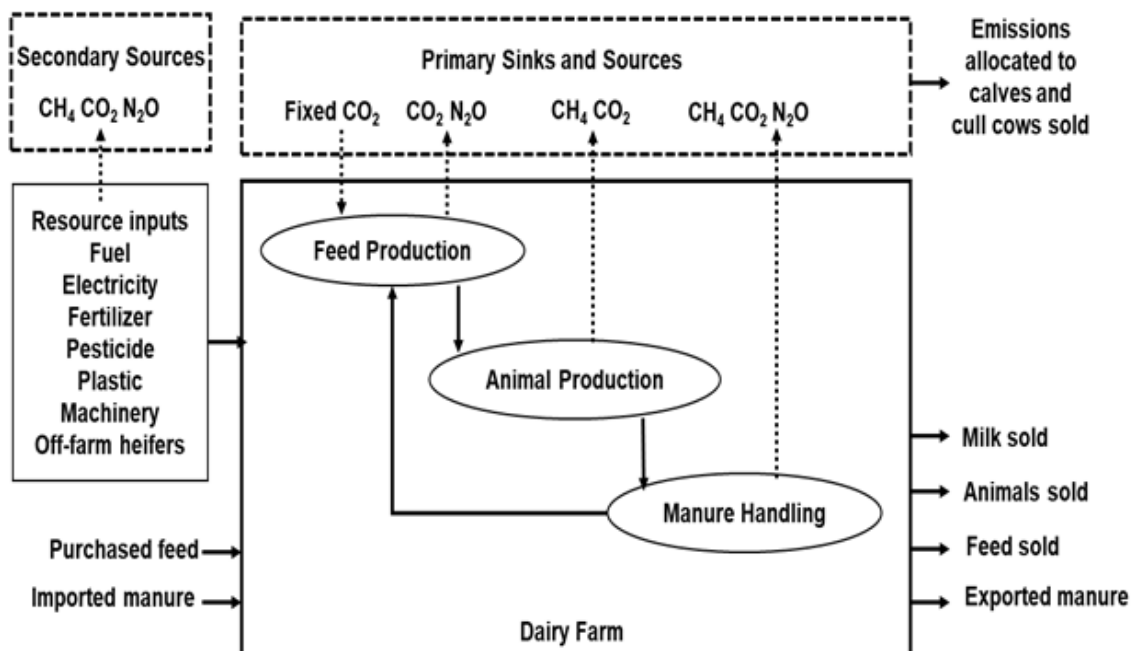 Secondary Sources
CH₄ CO₂ N₂O
Primary Sinks and Sources
Fixed CO₂
CO₂ N₂O
CH₄ CO₂
CH₄ CO₂ N₂O
Emissions
allocated to
calves and
cull cows sold
Resource inputs
Fuel
Electricity
Fertilizer
Pesticide
Plastic
Machinery
Off-farm heifers
Purchased feed
Imported manure
Feed Production
Animal Production
Manure Handling
Dairy Farm
Milk sold
Animals sold
Feed sold
Exported manure